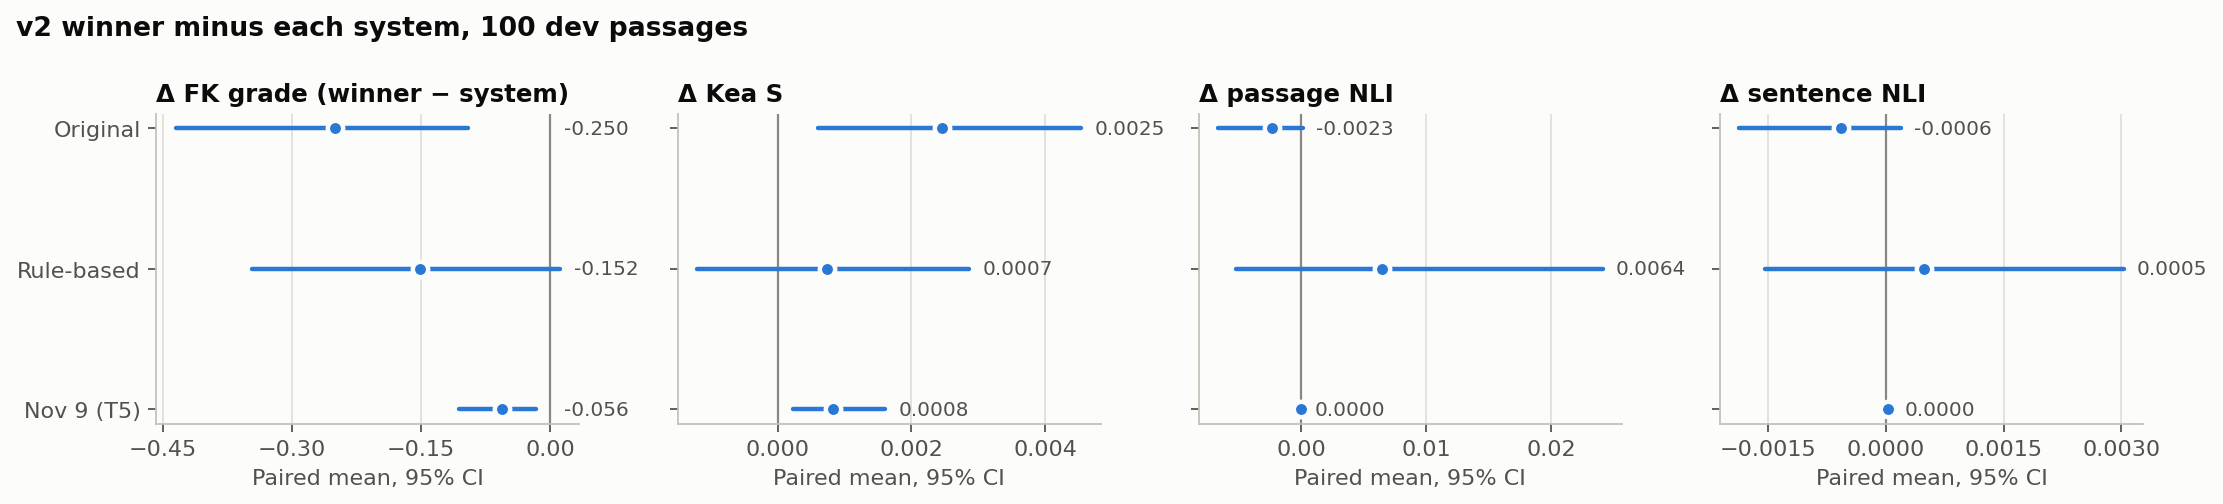 v2 winner minus each system, 100 dev passages
Δ FK grade (winner − system)
Original
-0.250
Rule-based
-0.152
Nov 9 (T5)
-0.056
−0.45 −0.30 −0.15 0.00
Paired mean, 95% CI
Δ Kea S
0.0025
0.0007
0.0008
0.000 0.002 0.004
Paired mean, 95% CI
Δ passage NLI
-0.0023
0.0064
0.0000
0.00 0.01 0.02
Paired mean, 95% CI
Δ sentence NLI
-0.0006
0.0005
0.0000
−0.0015 0.0000 0.0015 0.0030
Paired mean, 95% CI